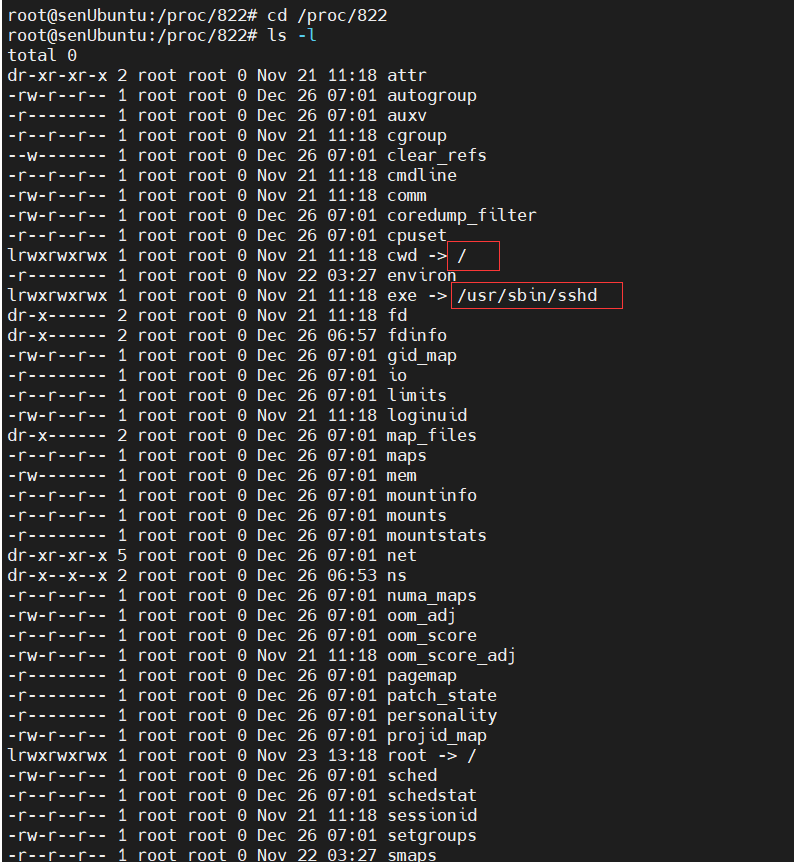 root@senUbuntu:/proc/822# cd /proc/822
root@senUbuntu:/proc/822# ls -l
total 0
dr-xr-xr-x 2 root root 0 Nov 21 11:18 attr
-rw-r--r-- 1 root root 0 Dec 26 07:01 autogroup
-r-------- 1 root root 0 Dec 26 07:01 auxv
-r--r--r-- 1 root root 0 Nov 21 11:18 cgroup
--w------- 1 root root 0 Dec 26 07:01 clear_refs
-r--r--r-- 1 root root 0 Nov 21 11:18 cmdline
-rw-r--r-- 1 root root 0 Nov 21 11:18 comm
-rw-r--r-- 1 root root 0 Dec 26 07:01 coredump_filter
-r--r--r-- 1 root root 0 Dec 26 07:01 cpuset
lrwxrwxrwx 1 root root 0 Nov 21 11:18 cwd -> /
-r-------- 1 root root 0 Nov 22 03:27 environ
lrwxrwxrwx 1 root root 0 Nov 21 11:18 exe -> /usr/sbin/sshd
dr-x------ 2 root root 0 Nov 21 11:18 fd
dr-x------ 2 root root 0 Dec 26 06:57 fdinfo
-rw-r--r-- 1 root root 0 Dec 26 07:01 gid_map
-r-------- 1 root root 0 Dec 26 07:01 io
-r--r--r-- 1 root root 0 Dec 26 07:01 limits
-rw-r--r-- 1 root root 0 Nov 21 11:18 loginuid
dr-x------ 2 root root 0 Dec 26 07:01 map_files
-r--r--r-- 1 root root 0 Dec 26 07:01 maps
-rw------- 1 root root 0 Dec 26 07:01 mem
-r--r--r-- 1 root root 0 Dec 26 07:01 mountinfo
-r--r--r-- 1 root root 0 Dec 26 07:01 mounts
-r-------- 1 root root 0 Dec 26 07:01 mountstats
dr-xr-xr-x 5 root root 0 Dec 26 07:01 net
dr-x--x--x 2 root root 0 Dec 26 06:53 ns
-r--r--r-- 1 root root 0 Dec 26 07:01 numa_maps
-rw-r--r-- 1 root root 0 Dec 26 07:01 oom_adj
-r--r--r-- 1 root root 0 Dec 26 07:01 oom_score
-rw-r--r-- 1 root root 0 Nov 21 11:18 oom_score_adj
-r-------- 1 root root 0 Dec 26 07:01 pagemap
-r-------- 1 root root 0 Dec 26 07:01 patch_state
-r-------- 1 root root 0 Dec 26 07:01 personality
-rw-r--r-- 1 root root 0 Dec 26 07:01 projid_map
lrwxrwxrwx 1 root root 0 Nov 23 13:18 root -> /
-rw-r--r-- 1 root root 0 Dec 26 07:01 sched
-r--r--r-- 1 root root 0 Dec 26 07:01 schedstat
-r--r--r-- 1 root root 0 Nov 21 11:18 sessionid
-rw-r--r-- 1 root root 0 Dec 26 07:01 setgroups
-r--r--r-- 1 root root 0 Nov 22 03:27 smaps